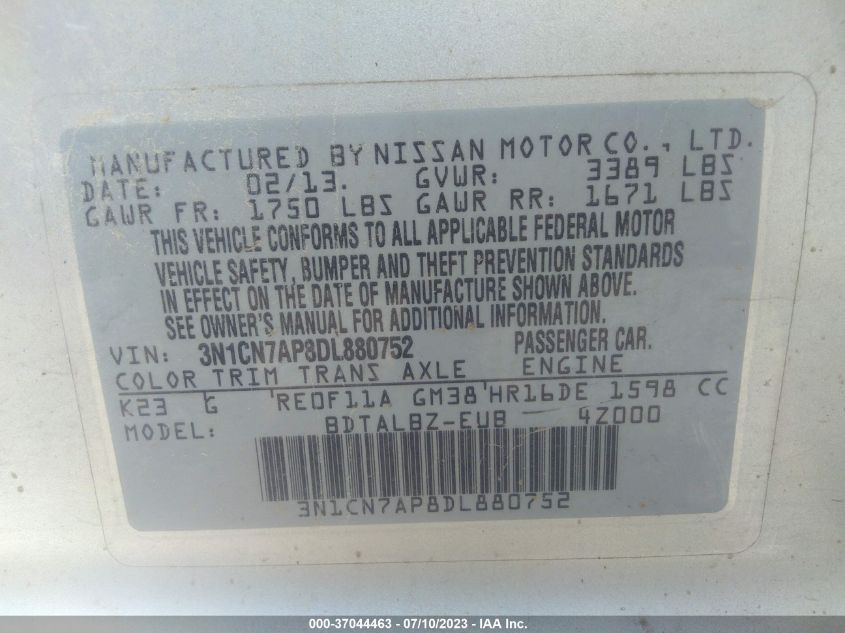 MANUFACTURED BY NISSAN MOTOR CO., LTD.
DATE: 02/13. GVWR: 3389 LBS
GAWR FR: 1750 LBS GAWR RR: 1671 LBS
THIS VEHICLE CONFORMS TO ALL APPLICABLE FEDERAL MOTOR
VEHICLE SAFETY, BUMPER AND THEFT PREVENTION STANDARDS
IN EFFECT ON THE DATE OF MANUFACTURE SHOWN ABOVE.
SEE OWNER'S MANUAL FOR ADDITIONAL INFORMATION.
VIN: 3N1CN7AP8DL880752 PASSENGER CAR.
COLOR TRIM TRANS AXLE ENGINE
K23 G RE0F11A GM38 HR16DE 1598 CC
MODEL: BDTALBZ-EUB 4Z000
3N1CN7AP8DL880752
000-37044463 - 07/10/2023 - IAA Inc.